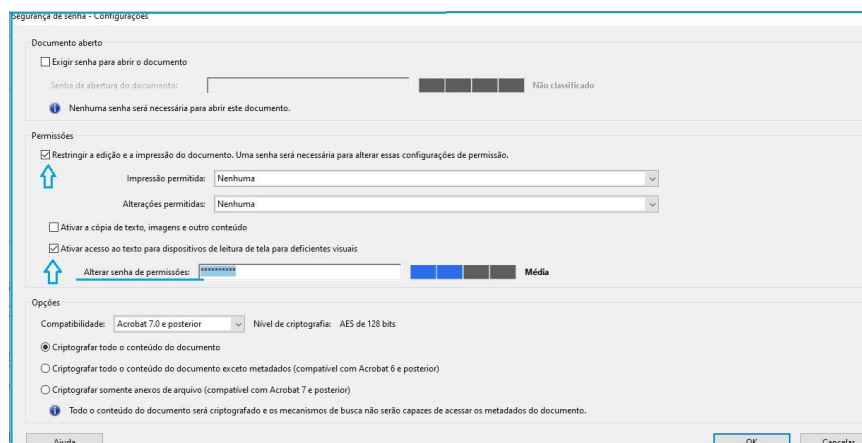 Segurança de senha - Configurações
Documento aberto
Exigir senha para abrir o documento
Senha de abertura do documento: Não classificado
Nenhuma senha será necessária para abrir este documento.
Permissões
Restringir a edição e a impressão do documento. Uma senha será necessária para alterar essas configurações de permissão.
Impressão permitida: Nenhuma
Alterações permitidas: Nenhuma
Ativar a cópia de texto, imagens e outro conteúdo
Ativar acesso ao texto para dispositivos de leitura de tela para deficientes visuais
Alterar senha de permissões: ********** Média
Opções
Compatibilidade: Acrobat 7.0 e posterior Nível de criptografia: AES de 128 bits
Criptografar todo o conteúdo do documento
Criptografar todo o conteúdo do documento exceto metadados (compatível com Acrobat 6 e posterior)
Criptografar somente anexos de arquivo (compatível com Acrobat 7 e posterior)
Todo o conteúdo do documento será criptografado e os mecanismos de busca não serão capazes de acessar os metadados do documento.
Ajuda OK Cancelar